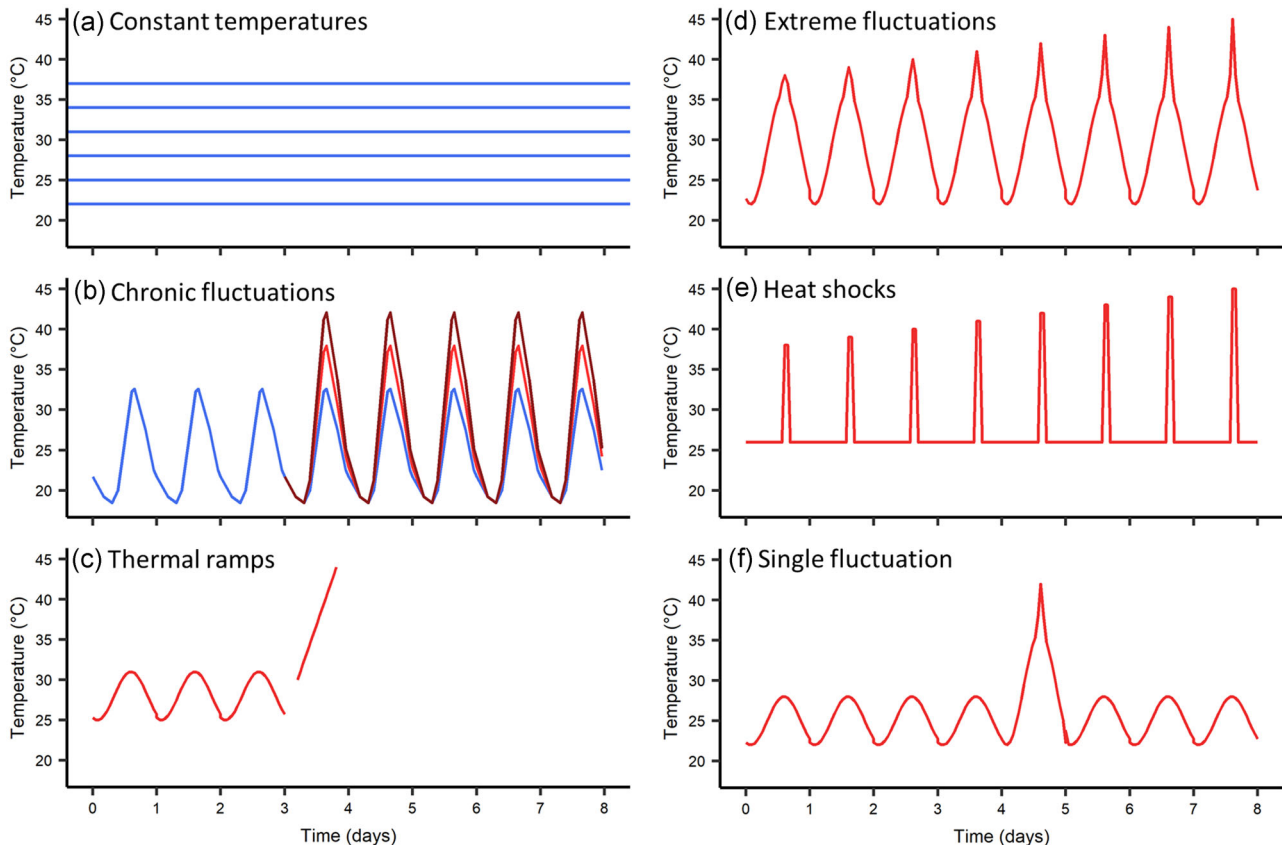 (a) Constant temperatures
Temperature (°C)
45
40
35
30
25
20
(b) Chronic fluctuations
Temperature (°C)
45
40
35
30
25
20
(c) Thermal ramps
Temperature (°C)
45
40
35
30
25
20
0 1 2 3 4 5 6 7 8
Time (days)
(d) Extreme fluctuations
Temperature (°C)
45
40
35
30
25
20
(e) Heat shocks
Temperature (°C)
45
40
35
30
25
20
(f) Single fluctuation
Temperature (°C)
45
40
35
30
25
20
0 1 2 3 4 5 6 7 8
Time (days)